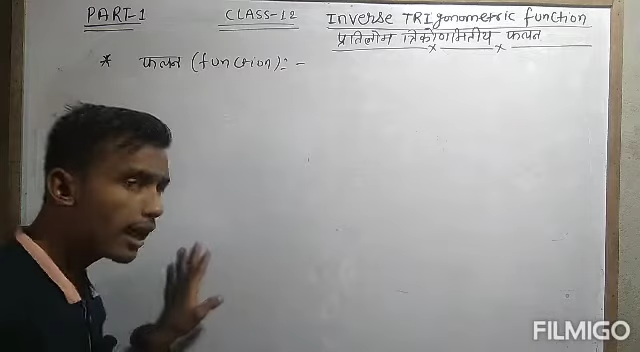 PART-1 CLASS-12 Inverse TRIgonometric function
प्रतिलोम त्रिकोणमितीय फलन
* फलन (function):-
FILMIGO